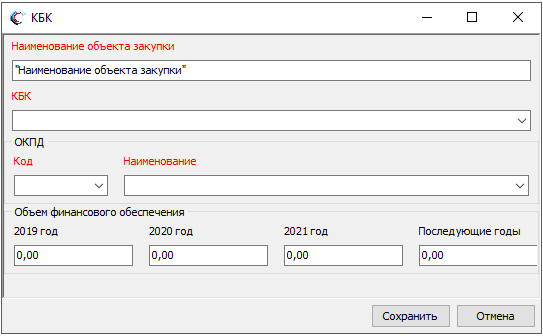 КБК
Наименование объекта закупки
"Наименование объекта закупки"
КБК
ОКПД
Код Наименование
Объем финансового обеспечения
2019 год 2020 год 2021 год Последующие годы
0,00 0,00 0,00 0,00
Сохранить Отмена